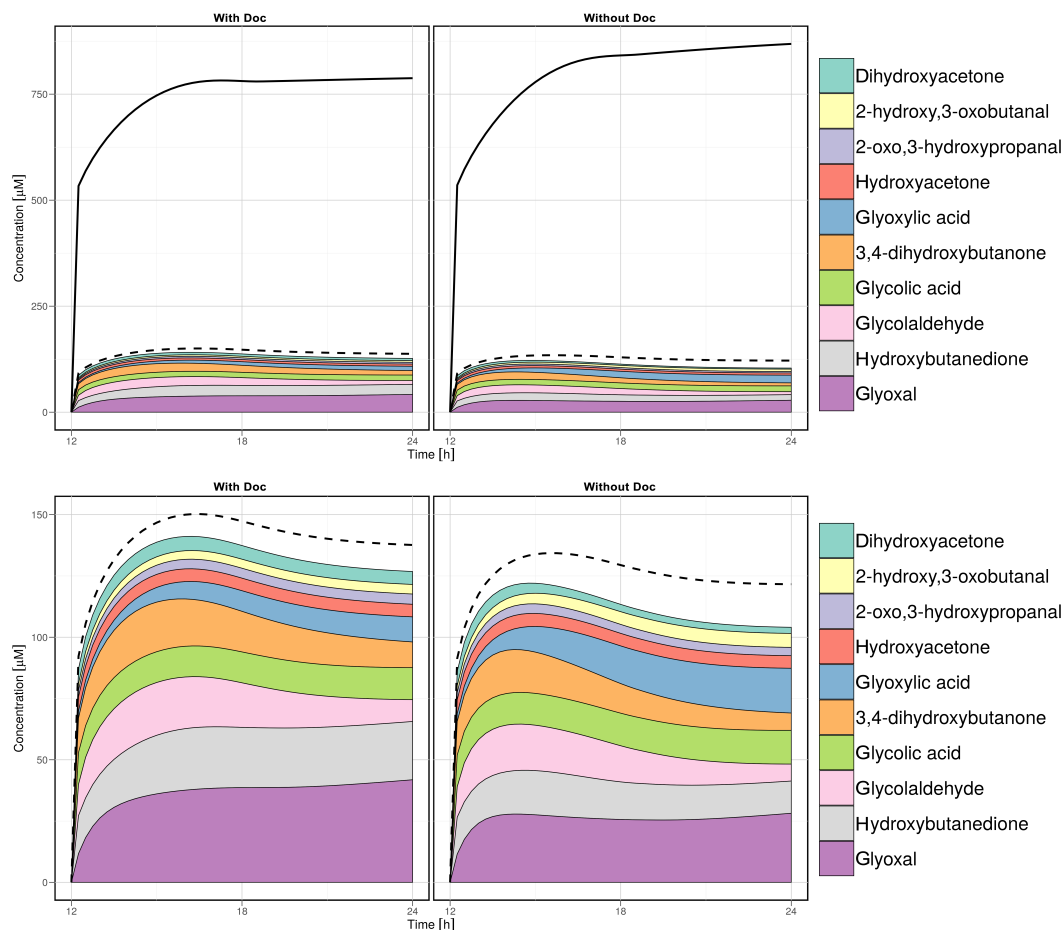 With Doc
Without Doc
Concentration [µM]
750
500
250
0
12
18
24
12
18
24
Time [h]
Dihydroxyacetone
2-hydroxy,3-oxobutanal
2-oxo,3-hydroxypropanal
Hydroxyacetone
Glyoxylic acid
3,4-dihydroxybutanone
Glycolic acid
Glycolaldehyde
Hydroxybutanedione
Glyoxal
With Doc
Without Doc
Concentration [µM]
150
100
50
0
12
18
24
12
18
24
Time [h]
Dihydroxyacetone
2-hydroxy,3-oxobutanal
2-oxo,3-hydroxypropanal
Hydroxyacetone
Glyoxylic acid
3,4-dihydroxybutanone
Glycolic acid
Glycolaldehyde
Hydroxybutanedione
Glyoxal